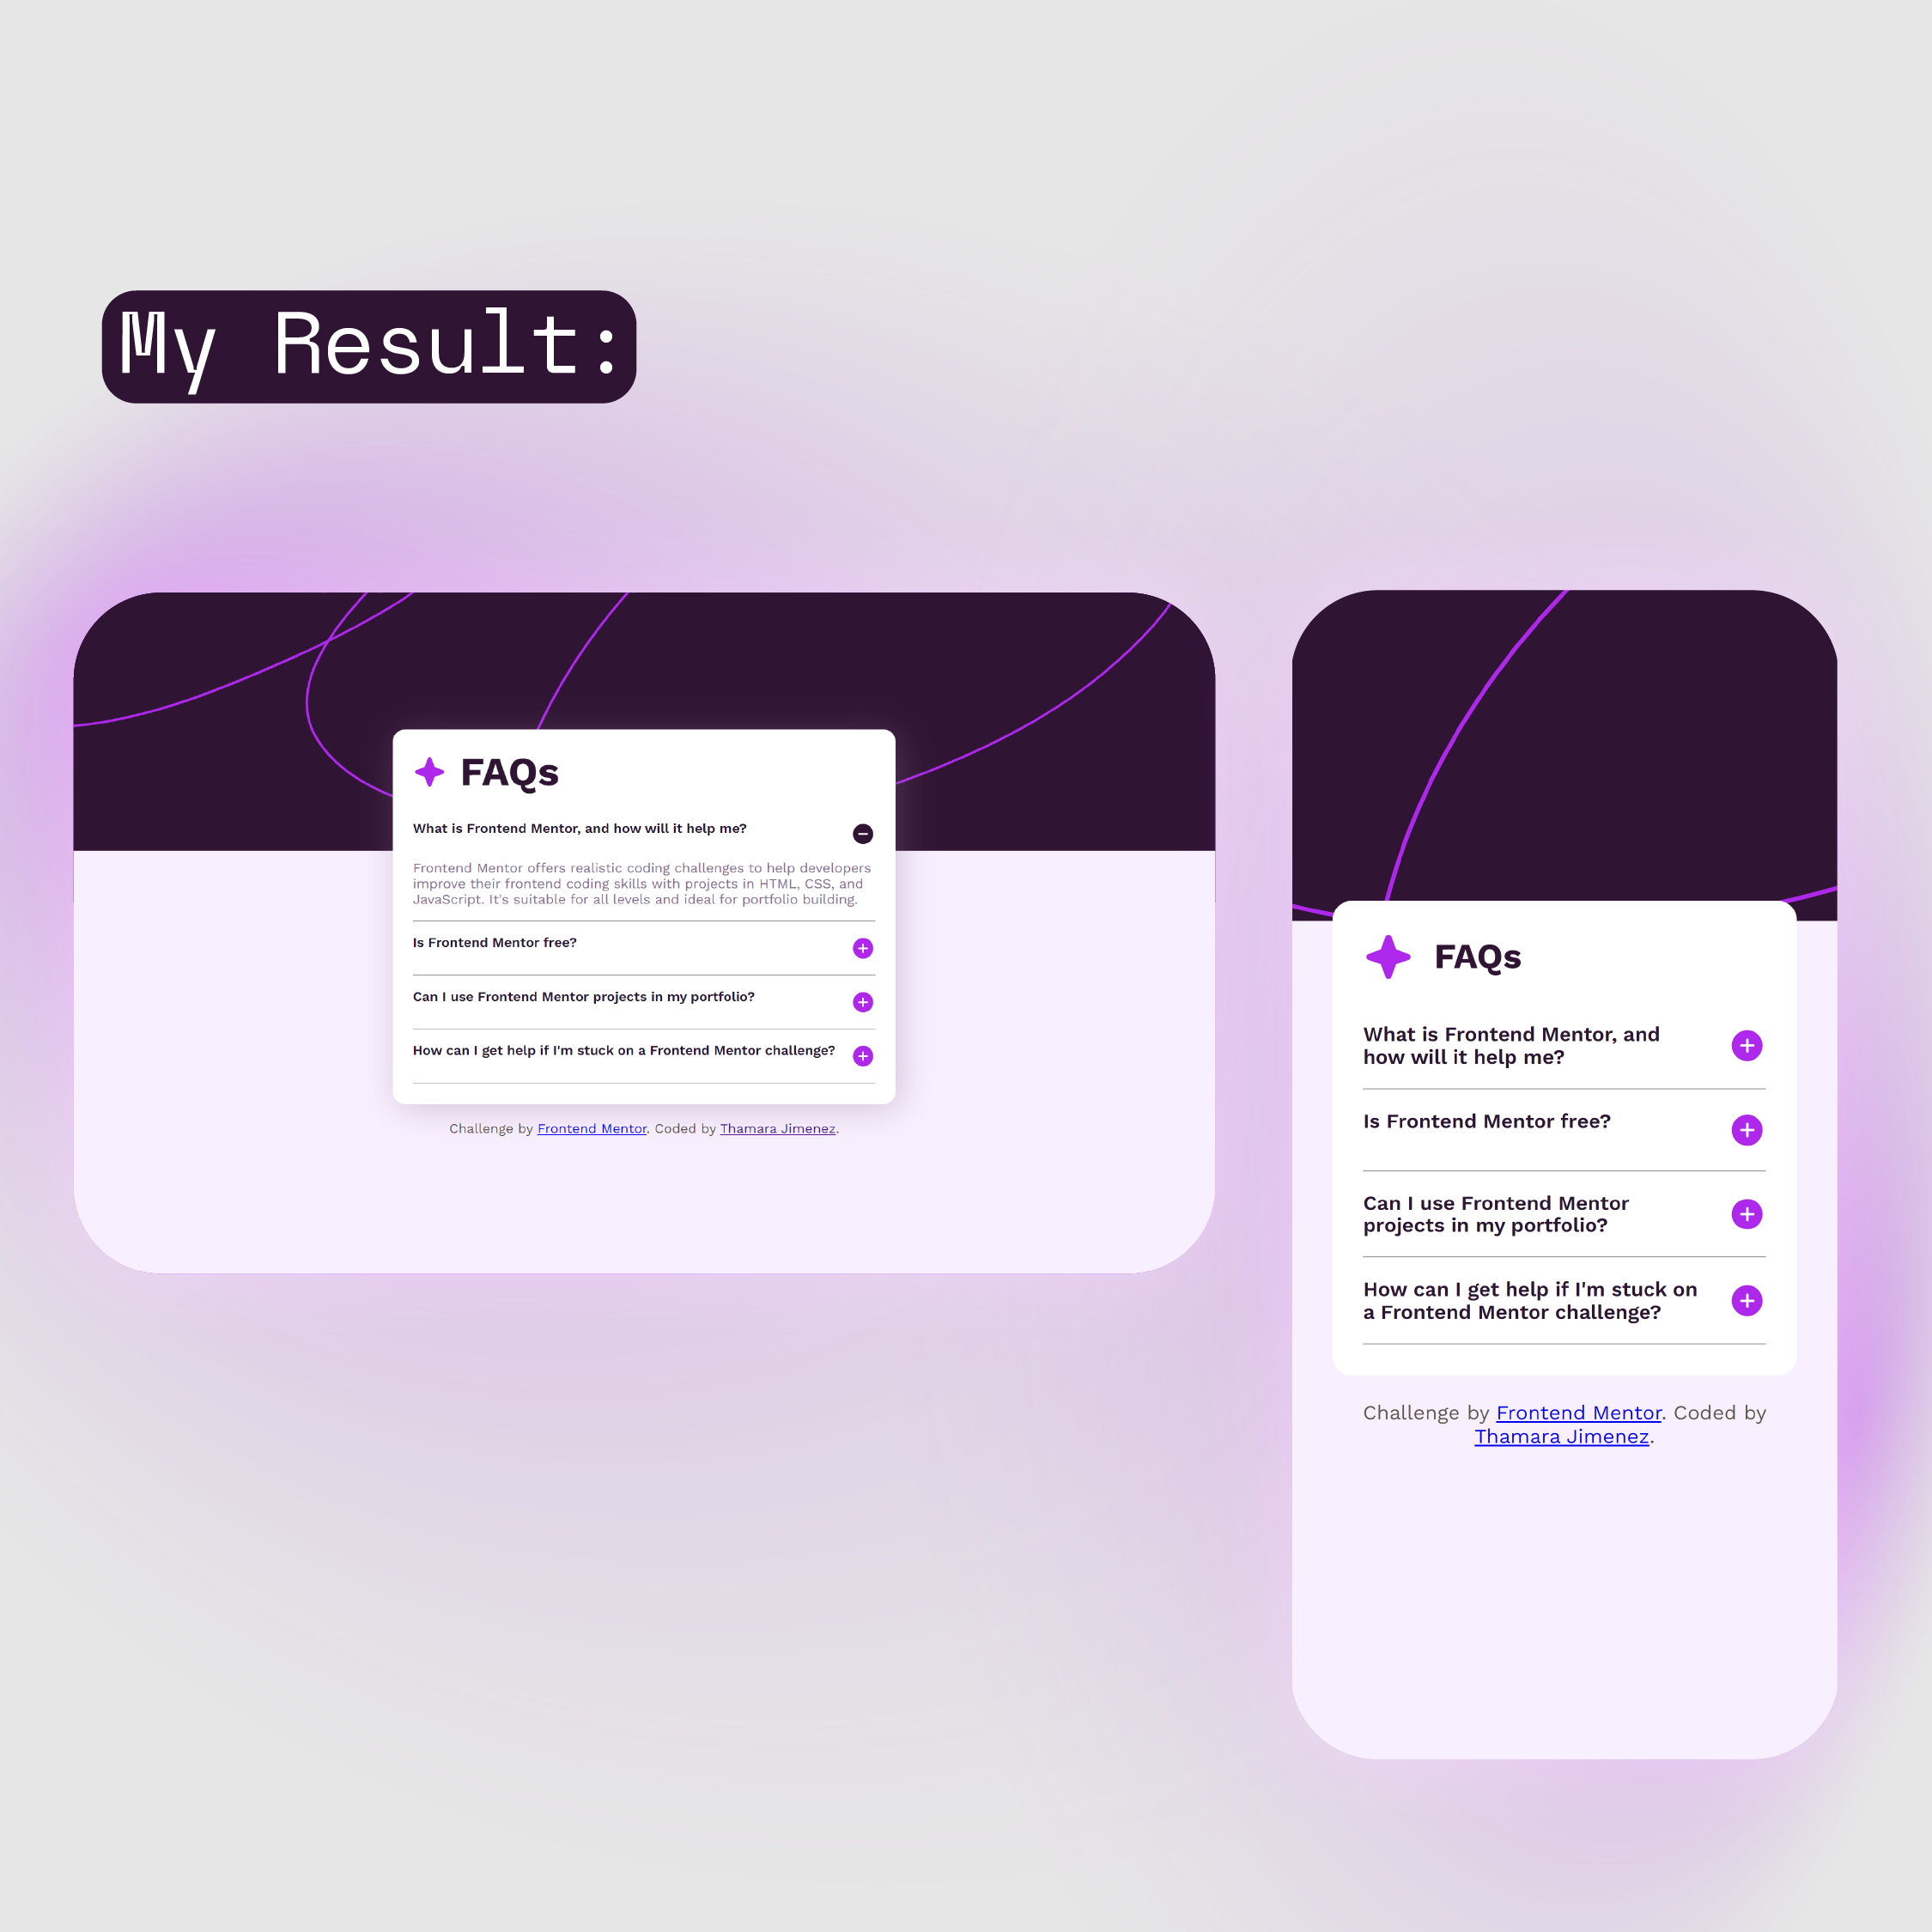 My Result:
FAQs
What is Frontend Mentor, and how will it help me?
Frontend Mentor offers realistic coding challenges to help developers
improve their frontend coding skills with projects in HTML, CSS, and
JavaScript. It's suitable for all levels and ideal for portfolio building.
Is Frontend Mentor free?
Can I use Frontend Mentor projects in my portfolio?
How can I get help if I'm stuck on a Frontend Mentor challenge?
Challenge by Frontend Mentor. Coded by Thamara Jimenez.
FAQs
What is Frontend Mentor, and
how will it help me?
Is Frontend Mentor free?
Can I use Frontend Mentor
projects in my portfolio?
How can I get help if I'm stuck on
a Frontend Mentor challenge?
Challenge by Frontend Mentor. Coded by
Thamara Jimenez.